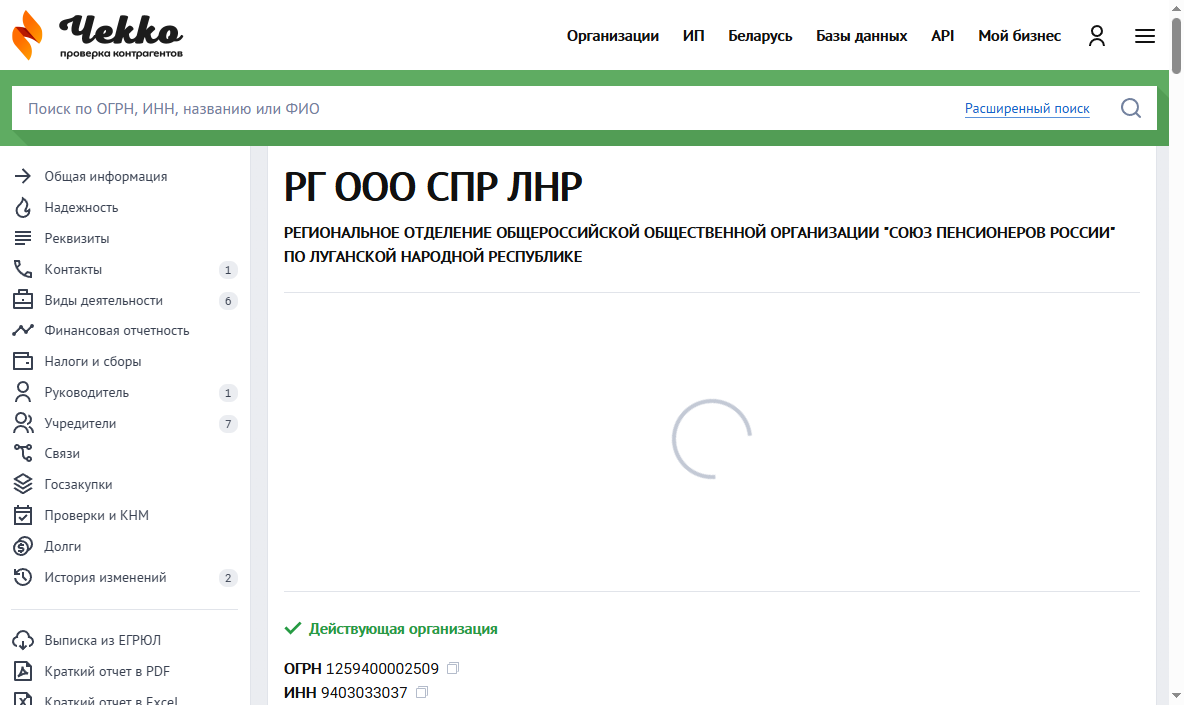 Чекко
проверка контрагентов
Организации ИП Беларусь Базы данных API Мой бизнес
Поиск по ОГРН, ИНН, названию или ФИО Расширенный поиск
Общая информация
Надежность
Реквизиты
Контакты 1
Виды деятельности 6
Финансовая отчетность
Налоги и сборы
Руководитель 1
Учредители 7
Связи
Госзакупки
Проверки и КНМ
Долги
История изменений 2
Выписка из ЕГРЮЛ
Краткий отчет в PDF
Краткий отчет в Excel
РГ ООО СПР ЛНР
РЕГИОНАЛЬНОЕ ОТДЕЛЕНИЕ ОБЩЕРОССИЙСКОЙ ОБЩЕСТВЕННОЙ ОРГАНИЗАЦИИ "СОЮЗ ПЕНСИОНЕРОВ РОССИИ"
ПО ЛУГАНСКОЙ НАРОДНОЙ РЕСПУБЛИКЕ
Действующая организация
ОГРН 1259400002509
ИНН 9403033037